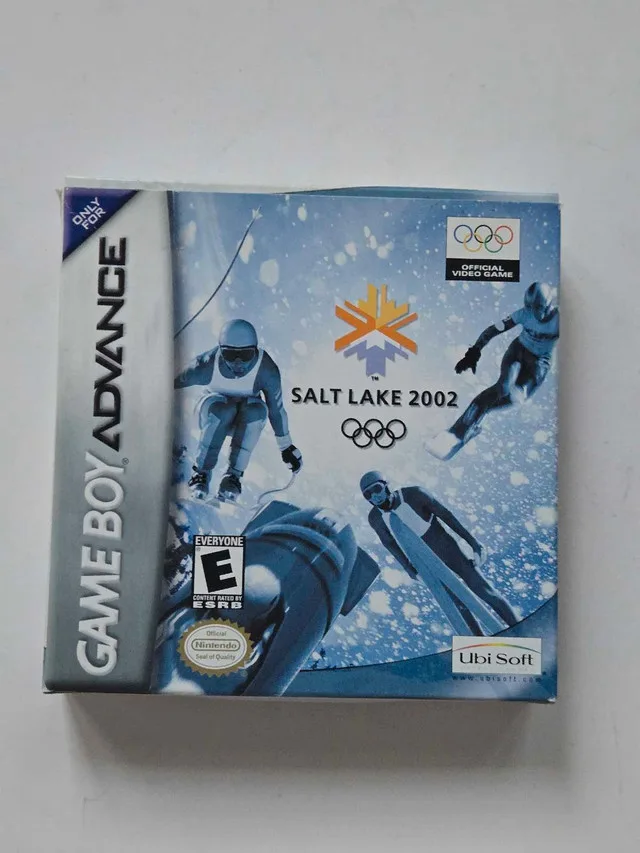 ONLY
FOR
GAME BOY ADVANCE
OFFICIAL
VIDEO GAME
TM
SALT LAKE 2002
EVERYONE
E
CONTENT RATED BY
ESRB
Official
Nintendo
Seal of Quality
Ubi Soft
www.ubisoft.com